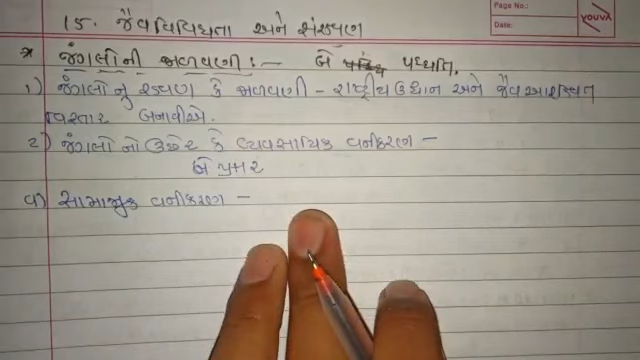 Page No.:
Date:
YOUVA
15. જૈવવિવિધતા અને સંરક્ષણ
* જંગલોની જાળવણી :- બે પદ્ધતિ.
1) જંગલોનું રક્ષણ કે જાળવણી - રાષ્ટ્રીય ઉદ્યાન અને જૈવઆરક્ષિત
વિસ્તાર બનાવીએ.
2) જંગલોનો ઉછેર કે વ્યવસાયિક વનીકરણ -
બે પ્રકાર
a) સામાજીક વનીકરણ -